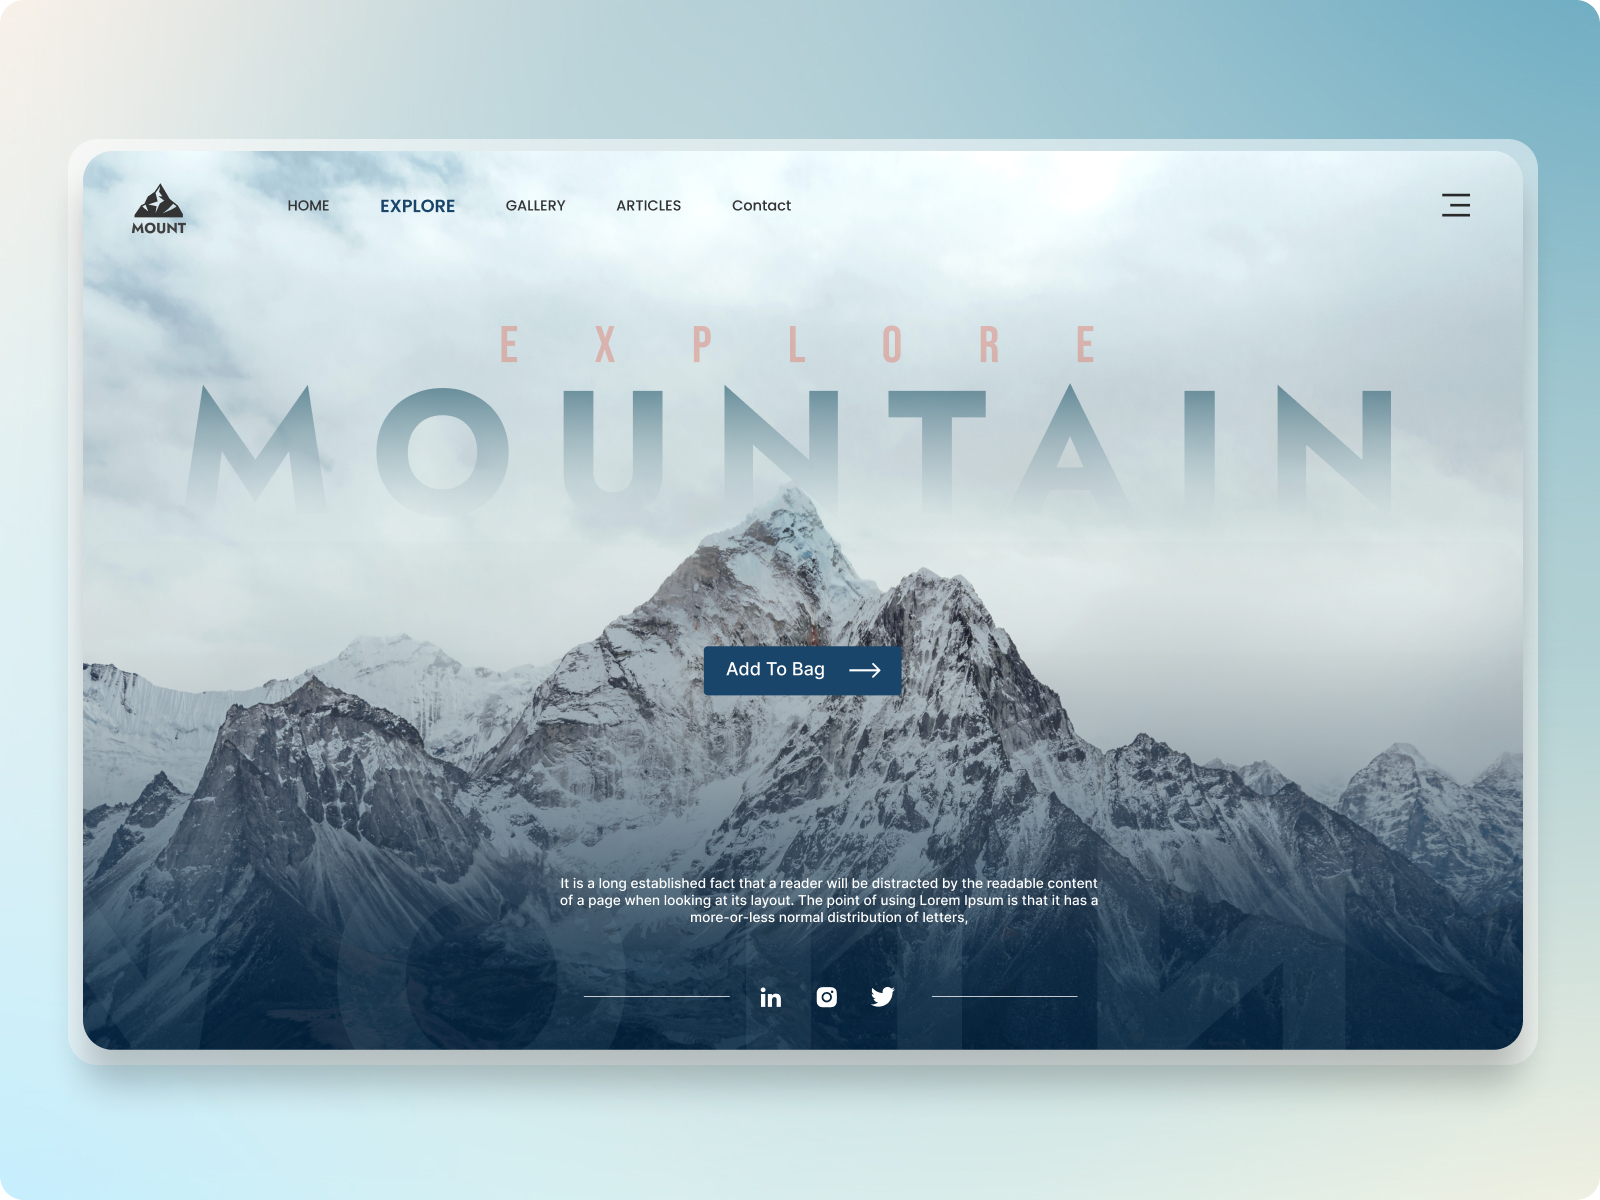 MOUNT
HOME EXPLORE GALLERY ARTICLES Contact
EXPLORE
MOUNTAIN
Add To Bag
It is a long established fact that a reader will be distracted by the readable content
of a page when looking at its layout. The point of using Lorem Ipsum is that it has a
more-or-less normal distribution of letters,
in